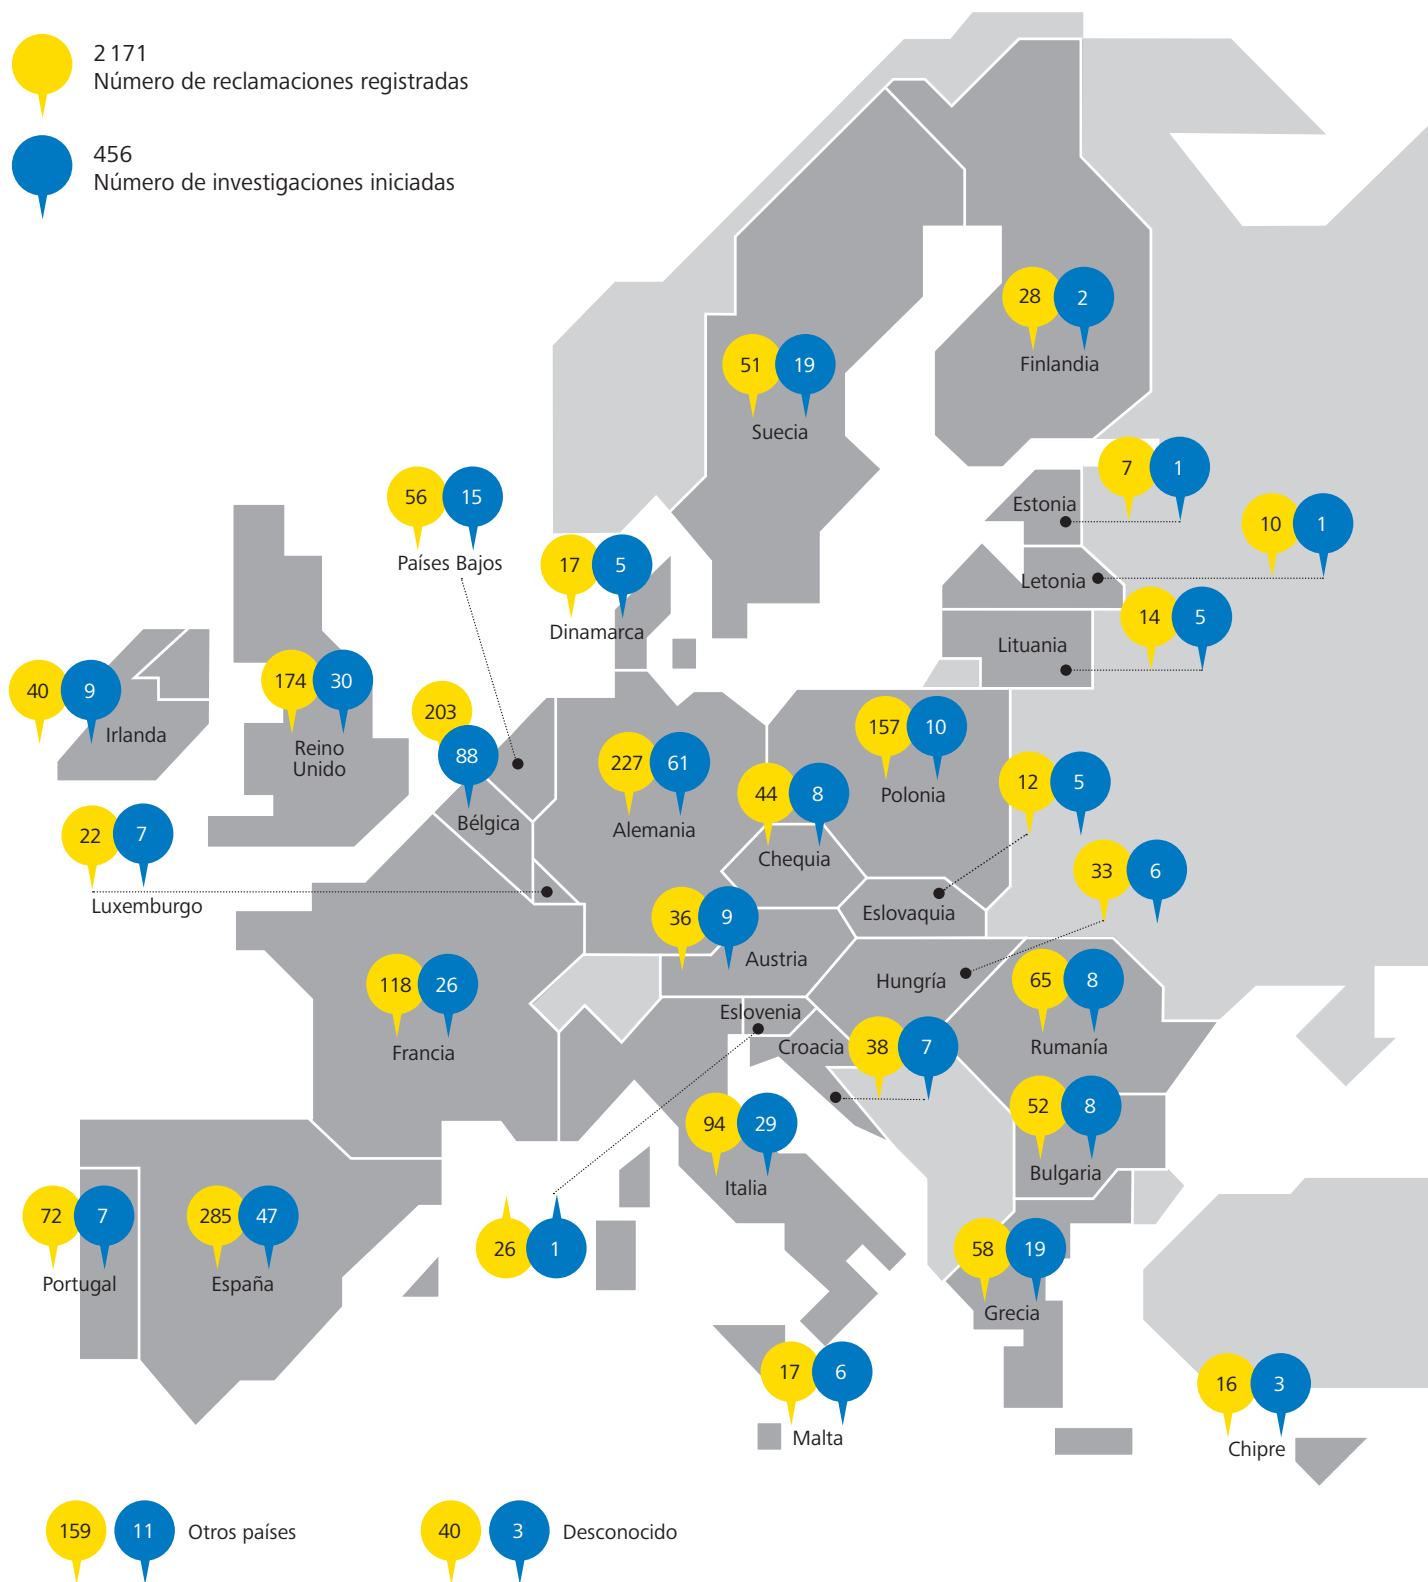 2 171
Número de reclamaciones registradas
456
Número de investigaciones iniciadas
28 2
Finlandia
51 19
Suecia
7 1
Estonia
56 15
Países Bajos
10 1
Letonia
17 5
Dinamarca
14 5
Lituania
40 9
Irlanda
174 30
Reino
Unido
203
88
Bélgica
227 61
Alemania
157 10
Polonia
44 8
Chequia
12 5
Eslovaquia
22 7
Luxemburgo
33 6
Hungría
36 9
Austria
118 26
Francia
65 8
Rumanía
Eslovenia
Croacia 38 7
94 29
Italia
52 8
Bulgaria
72 7
Portugal
285 47
España
26 1
58 19
Grecia
17 6
Malta
16 3
Chipre
159 11 Otros países
40 3 Desconocido